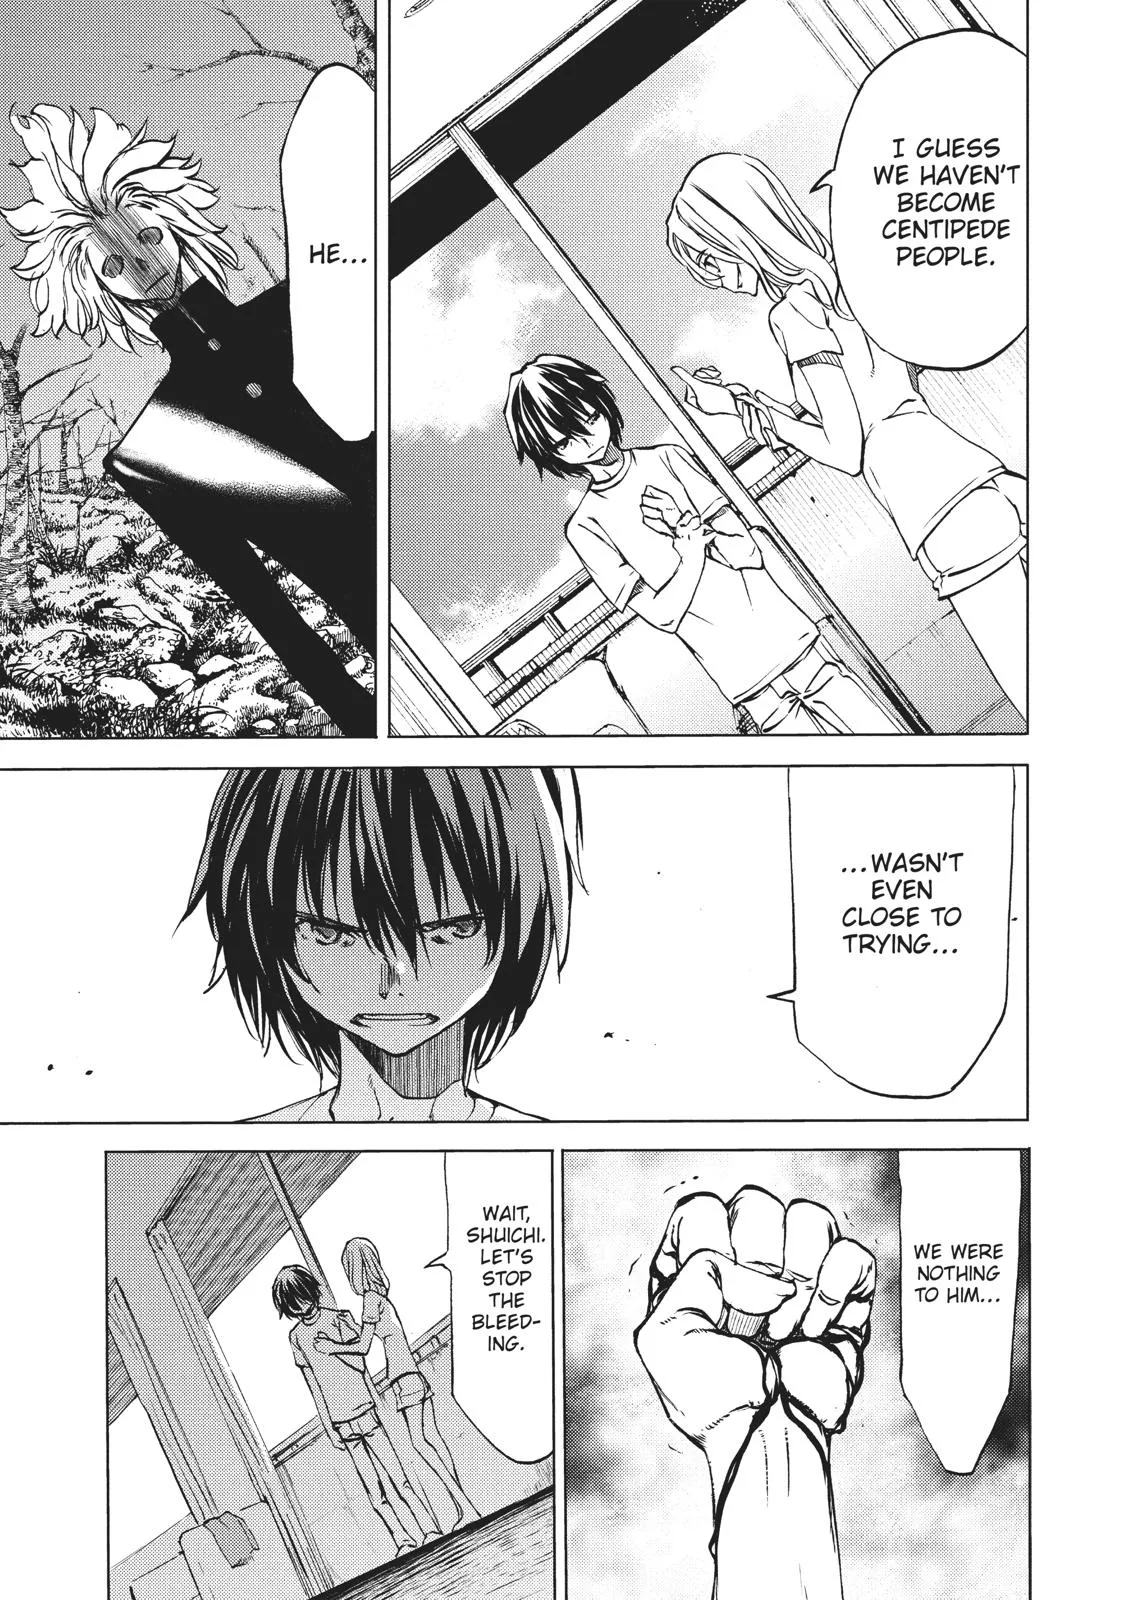 I GUESS
WE HAVEN'T
BECOME
CENTIPEDE
PEOPLE.
HE...
...WASN'T
EVEN
CLOSE TO
TRYING...
WE WERE
NOTHING
TO HIM...
WAIT,
SHUICHI.
LET'S
STOP
THE
BLEED-
ING.